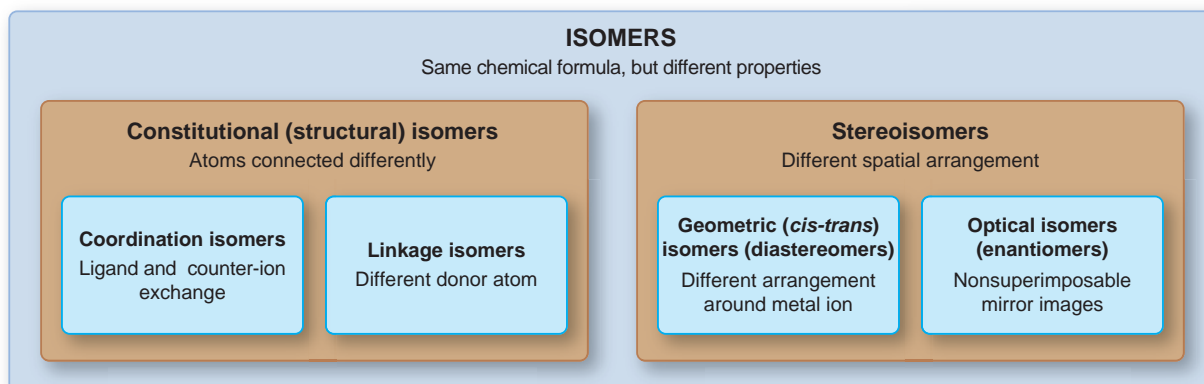 ISOMERS
Same chemical formula, but different properties
Constitutional (structural) isomers
Atoms connected differently
Coordination isomers
Ligand and counter-ion
exchange
Linkage isomers
Different donor atom
Stereoisomers
Different spatial arrangement
Geometric (cis-trans)
isomers (diastereomers)
Different arrangement
around metal ion
Optical isomers
(enantiomers)
Nonsuperimposable
mirror images